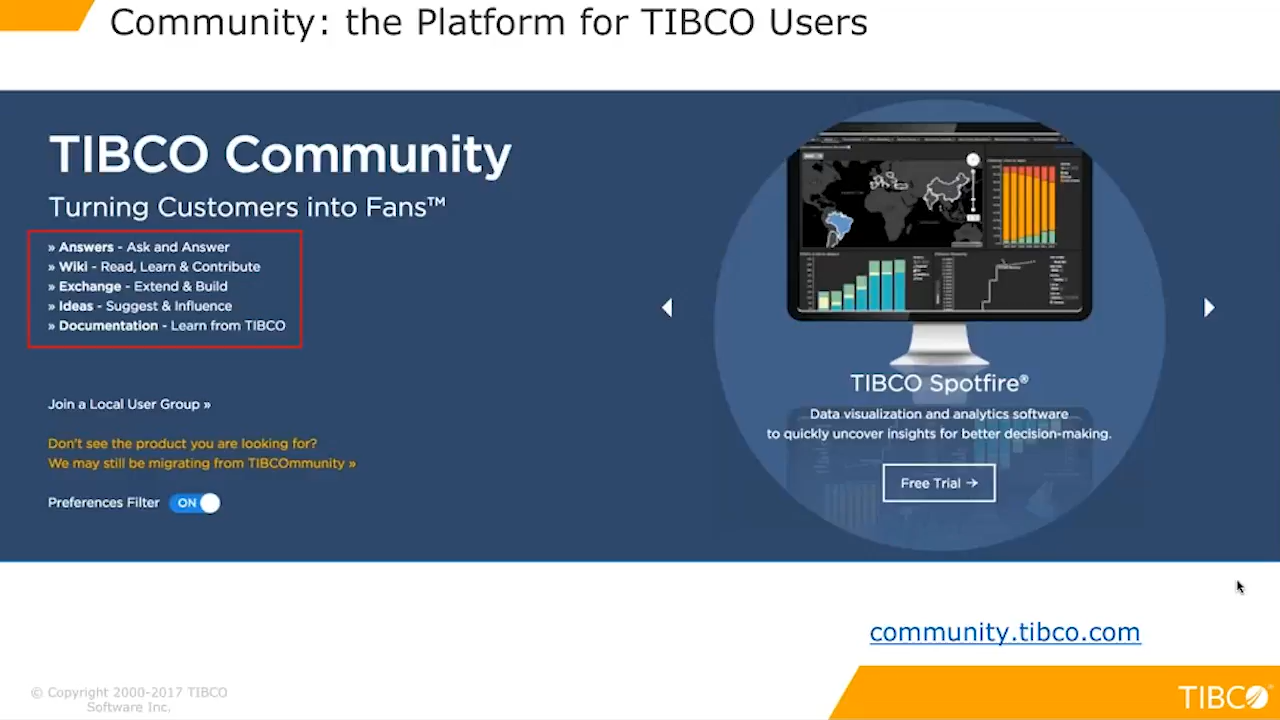 Community: the Platform for TIBCO Users
TIBCO Community
Turning Customers into Fans™
» Answers - Ask and Answer
» Wiki - Read, Learn & Contribute
» Exchange - Extend & Build
» Ideas - Suggest & Influence
» Documentation - Learn from TIBCO
Join a Local User Group »
Don't see the product you are looking for?
We may still be migrating from TIBCOmmunity »
Preferences Filter ON
TIBCO Spotfire®
Data visualization and analytics software
to quickly uncover insights for better decision-making.
Free Trial →
community.tibco.com
© Copyright 2000-2017 TIBCO
Software Inc.
TIBCO®